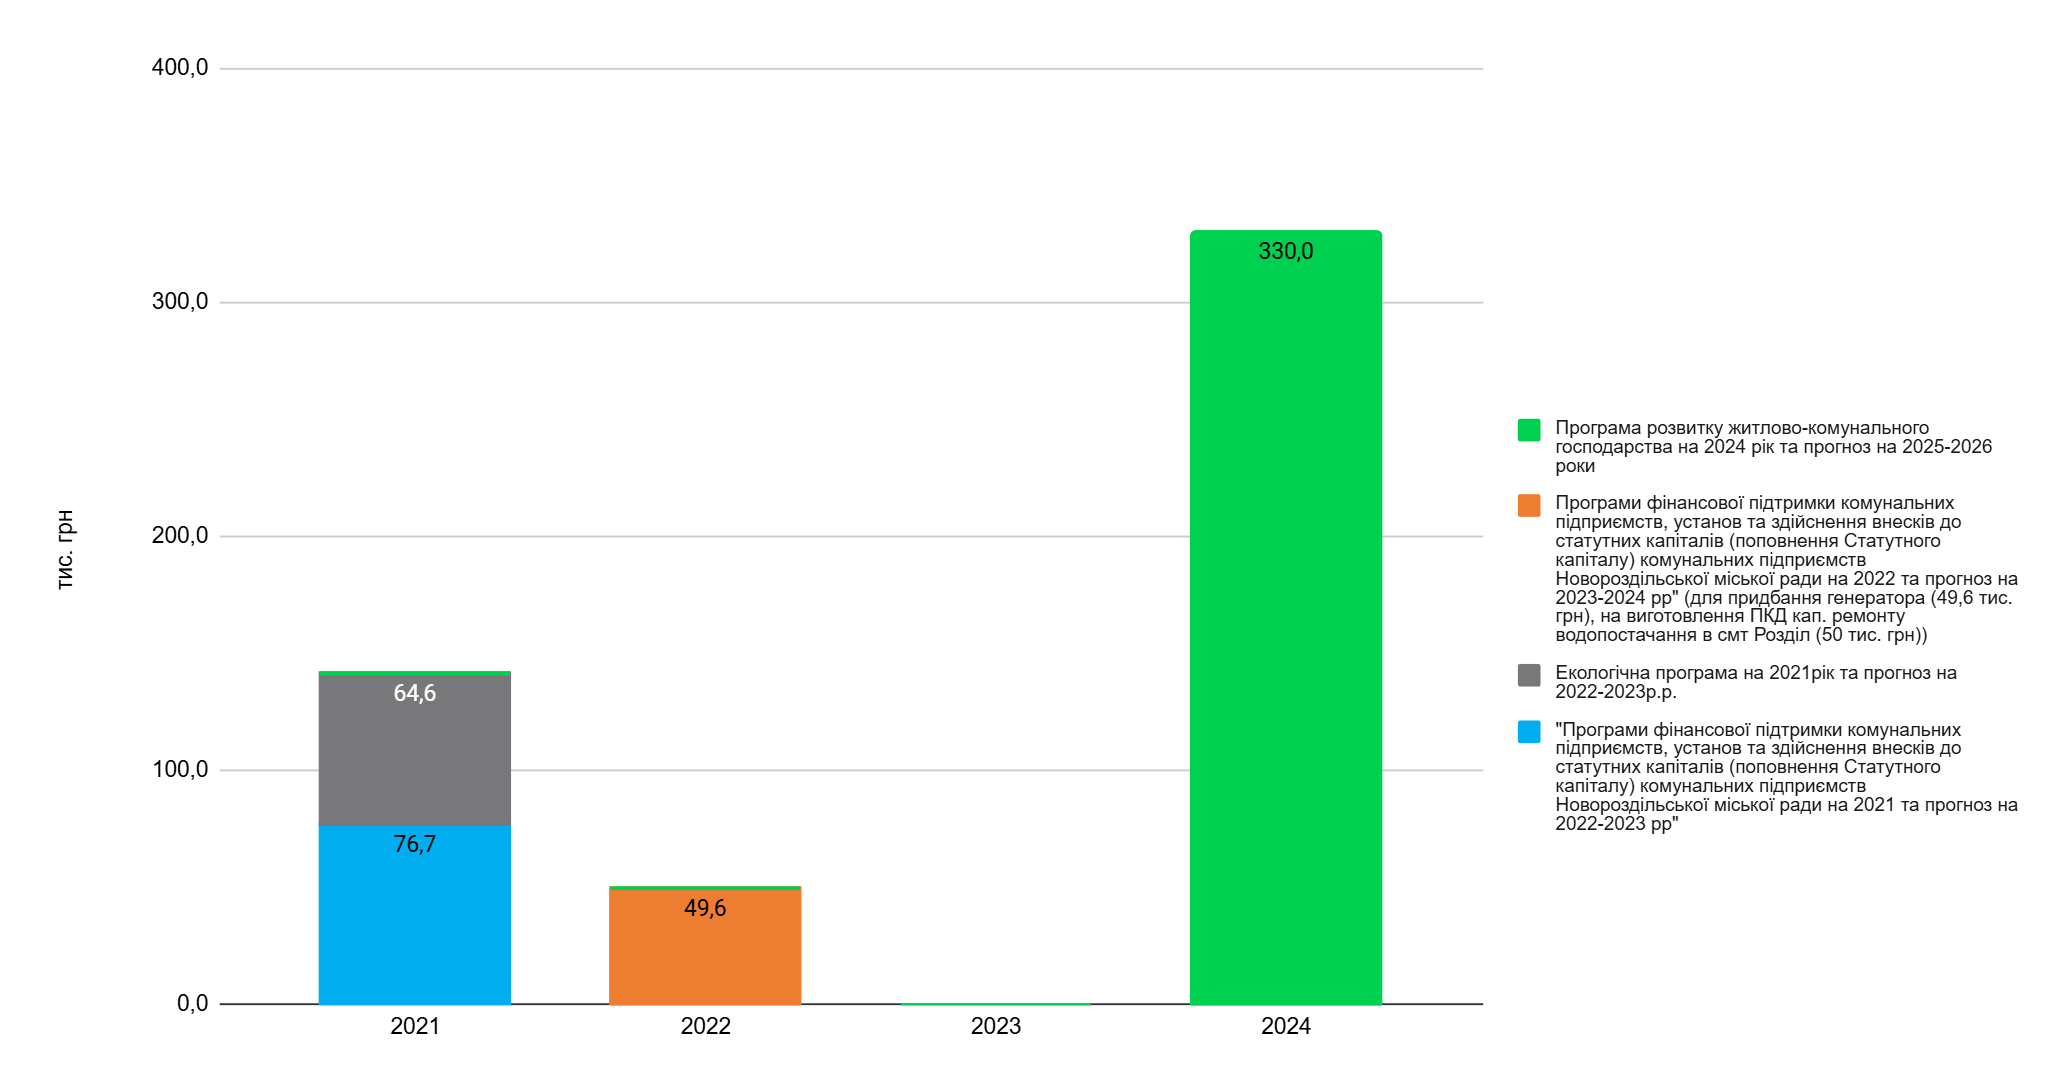 400,0
300,0
200,0
100,0
0,0
тис. грн
330,0
64,6
76,7
49,6
2021
2022
2023
2024
Програма розвитку житлово-комунального
господарства на 2024 рік та прогноз на 2025-2026
роки
Програми фінансової підтримки комунальних
підприємств, установ та здійснення внесків до
статутних капіталів (поповнення Статутного
капіталу) комунальних підприємств
Новороздільської міської ради на 2022 та прогноз на
2023-2024 рр" (для придбання генератора (49,6 тис.
грн), на виготовлення ПКД кап. ремонту
водопостачання в смт Розділ (50 тис. грн))
Екологічна програма на 2021рік та прогноз на
2022-2023р.р.
"Програми фінансової підтримки комунальних
підприємств, установ та здійснення внесків до
статутних капіталів (поповнення Статутного
капіталу) комунальних підприємств
Новороздільської міської ради на 2021 та прогноз на
2022-2023 рр"